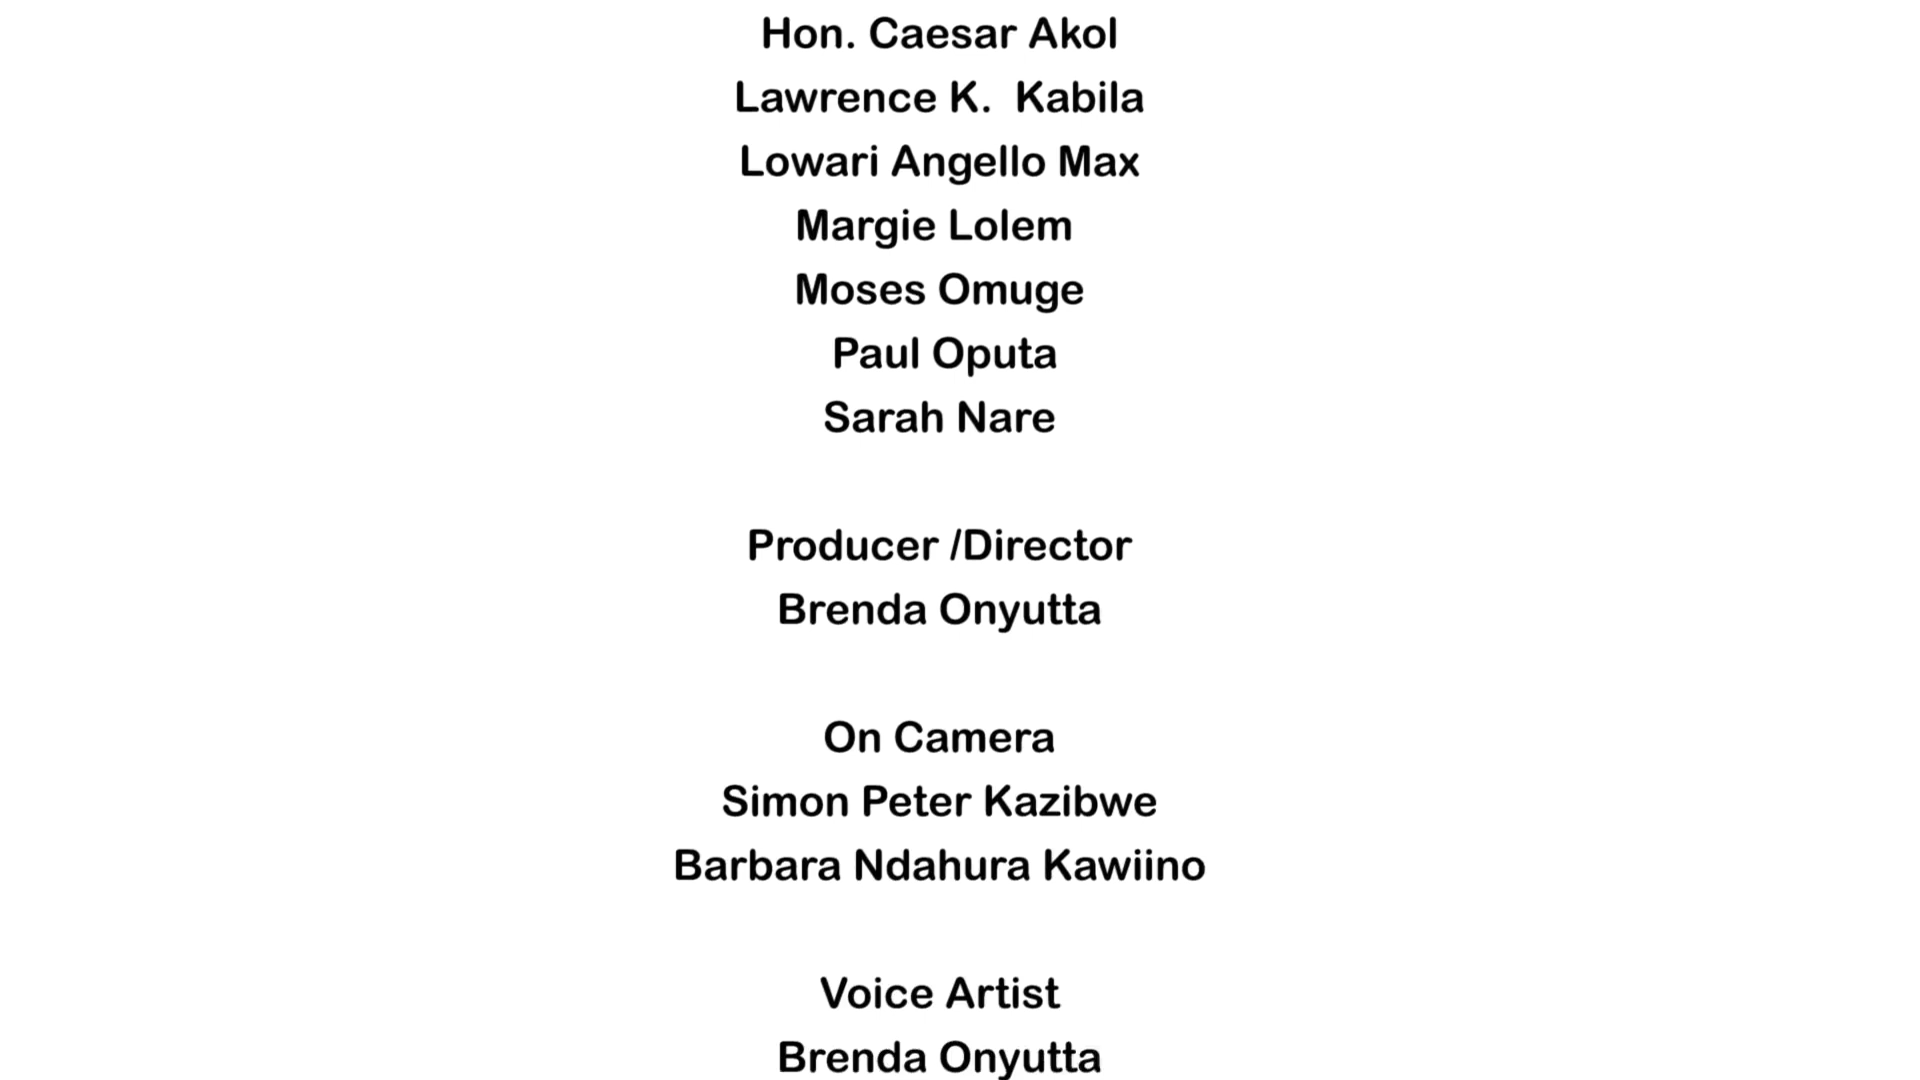 Hon. Caesar Akol
Lawrence K.  Kabila
Lowari Angello Max
Margie Lolem
Moses Omuge
Paul Oputa
Sarah Nare
Producer /Director
Brenda Onyutta
On Camera
Simon Peter Kazibwe
Barbara Ndahura Kawiino
Voice Artist
Brenda Onyutta